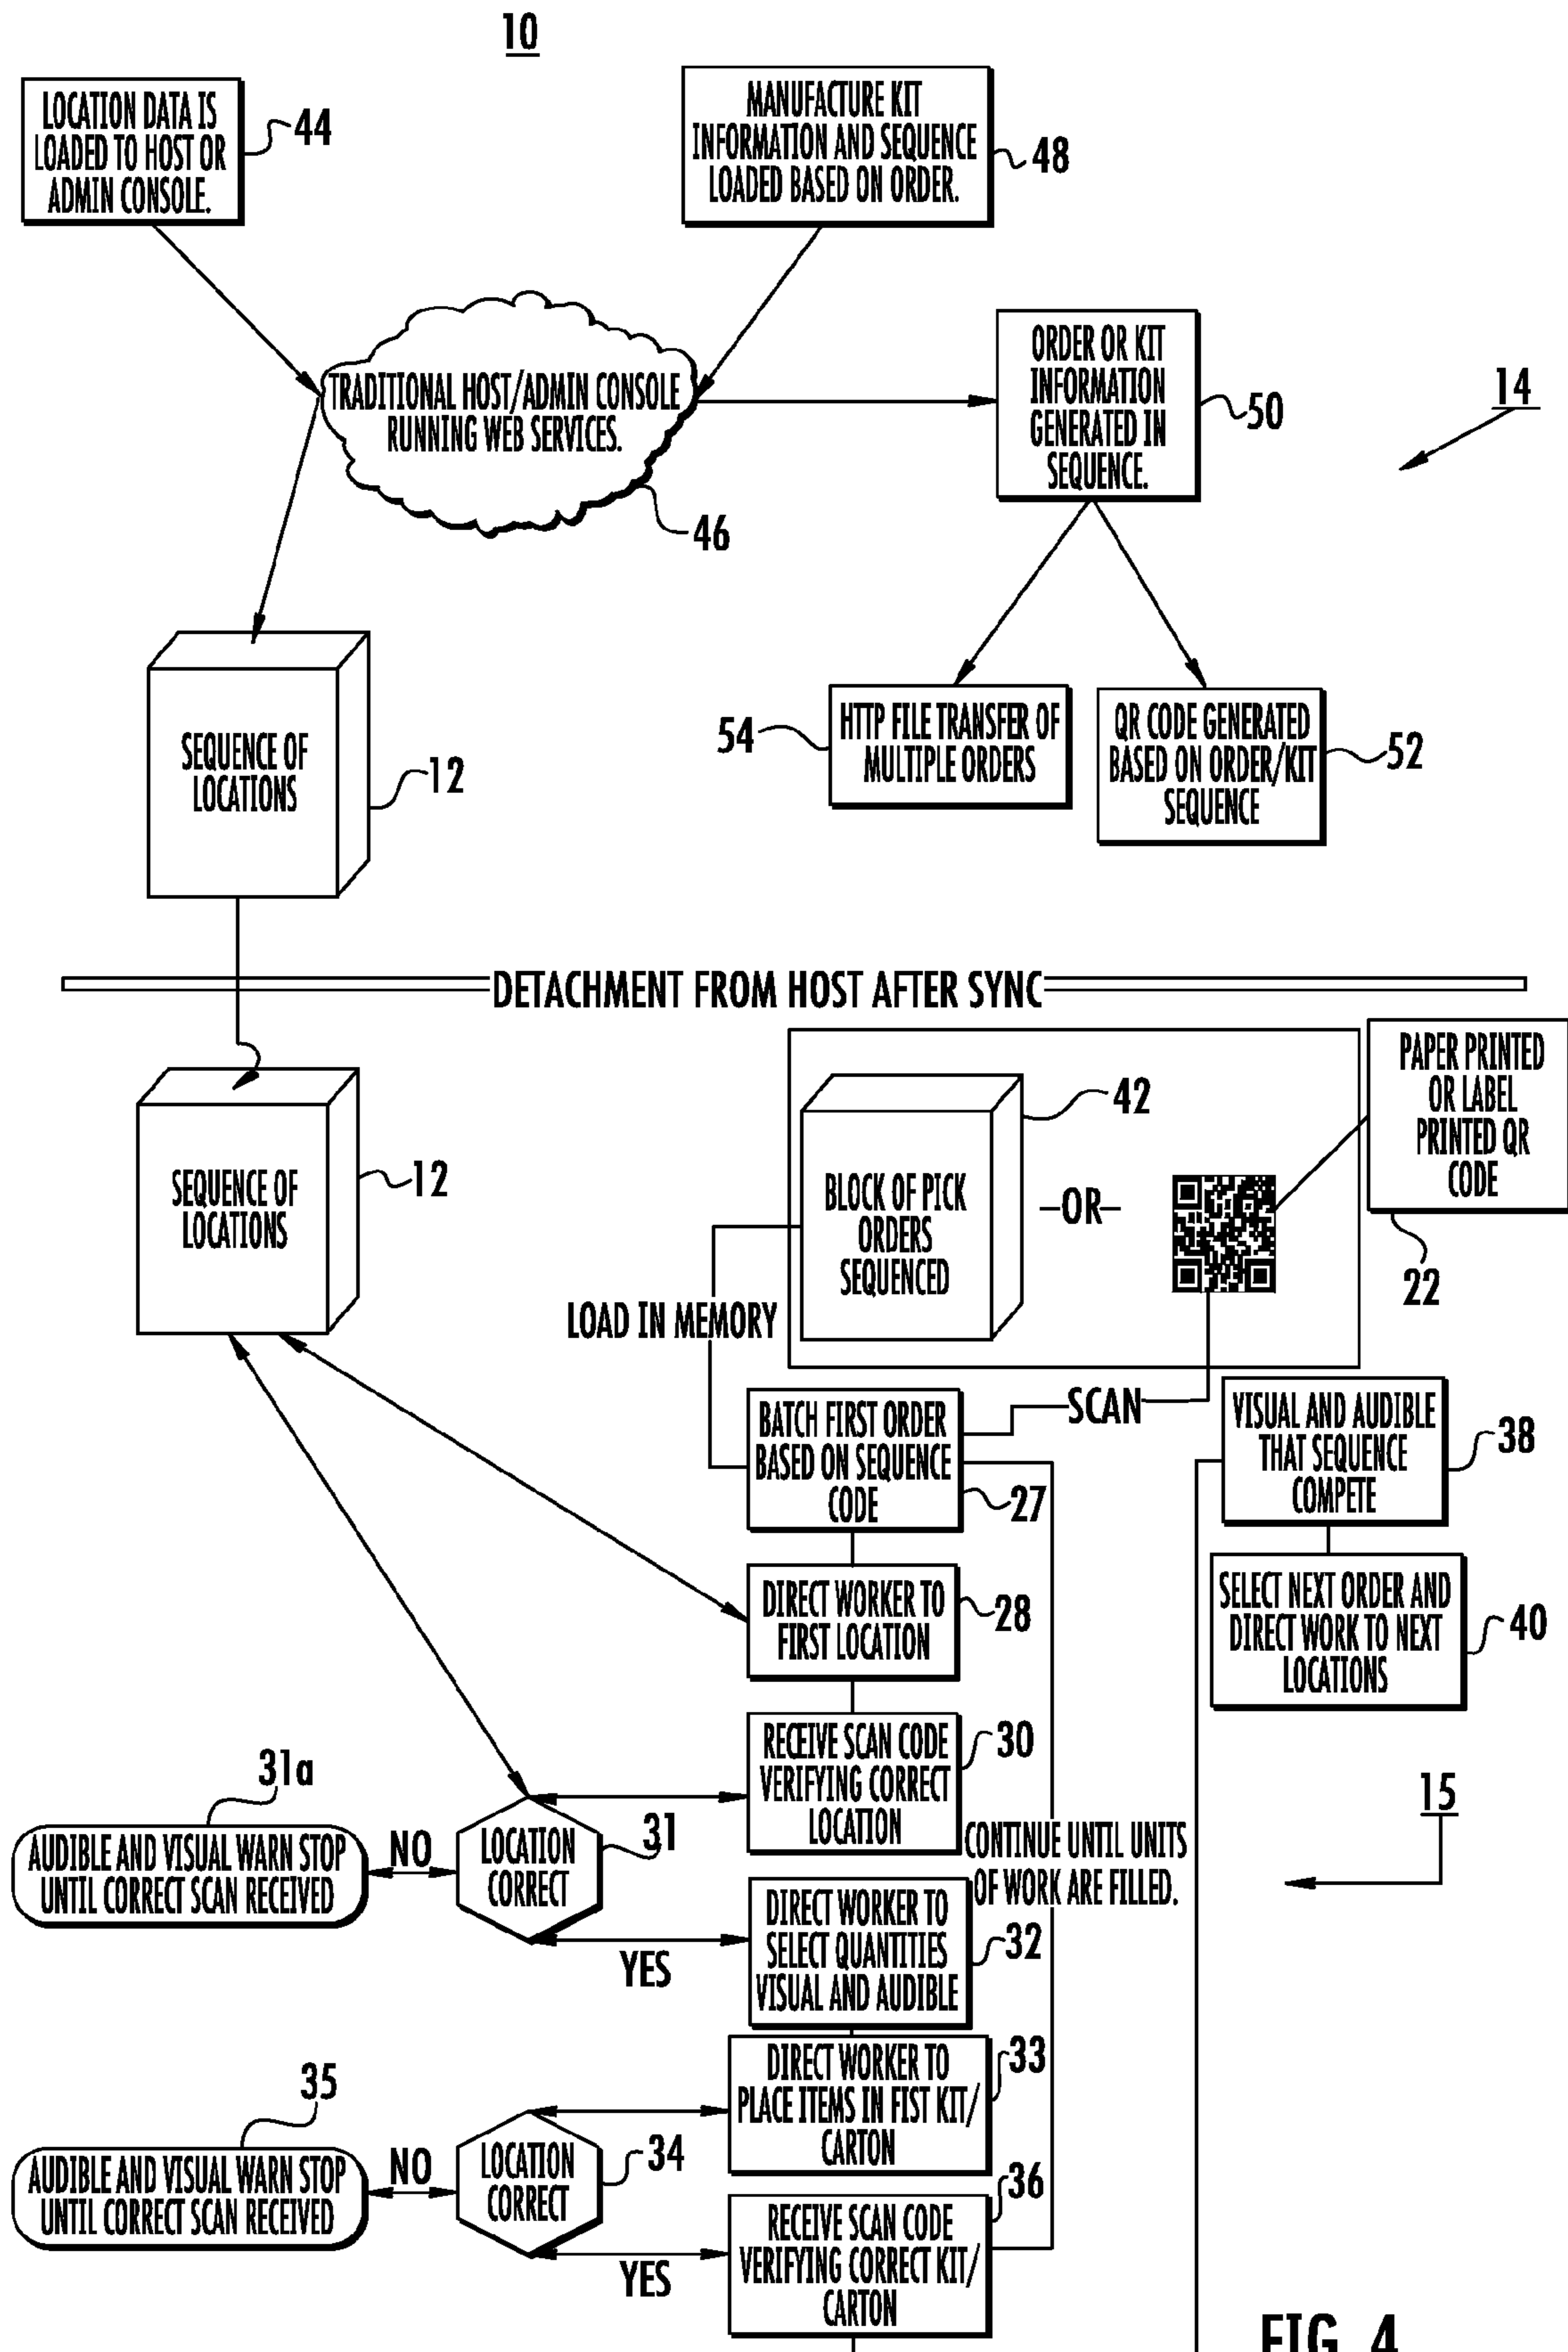 10
LOCATION DATA IS
LOADED TO HOST OR
ADMIN CONSOLE.
44
MANUFACTURE KIT
INFORMATION AND SEQUENCE
LOADED BASED ON ORDER.
48
TRADITIONAL HOST/ADMIN CONSOLE
RUNNING WEB SERVICES.
46
ORDER OR KIT
INFORMATION
GENERATED IN
SEQUENCE.
50
14
SEQUENCE OF
LOCATIONS
12
54
HTTP FILE TRANSFER OF
MULTIPLE ORDERS
QR CODE GENERATED
BASED ON ORDER/KIT
SEQUENCE
52
DETACHMENT FROM HOST AFTER SYNC
SEQUENCE OF
LOCATIONS
12
BLOCK OF PICK
ORDERS
SEQUENCED
42
-OR-
PAPER PRINTED
OR LABEL
PRINTED QR
CODE
22
LOAD IN MEMORY
SCAN
BATCH FIRST ORDER
BASED ON SEQUENCE
CODE
27
VISUAL AND AUDIBLE
THAT SEQUENCE
COMPETE
38
DIRECT WORKER TO
FIRST LOCATION
28
SELECT NEXT ORDER AND
DIRECT WORK TO NEXT
LOCATIONS
40
RECEIVE SCAN CODE
VERIFYING CORRECT
LOCATION
30
31a
AUDIBLE AND VISUAL WARN STOP
UNTIL CORRECT SCAN RECEIVED
NO
LOCATION
CORRECT
31
YES
CONTINUE UNTIL UNITS
OF WORK ARE FILLED.
15
DIRECT WORKER TO
SELECT QUANTITIES
VISUAL AND AUDIBLE
32
DIRECT WORKER TO
PLACE ITEMS IN FIST KIT/
CARTON
33
35
AUDIBLE AND VISUAL WARN STOP
UNTIL CORRECT SCAN RECEIVED
NO
LOCATION
CORRECT
34
YES
RECEIVE SCAN CODE
VERIFYING CORRECT KIT/
CARTON
36
FIG. 4